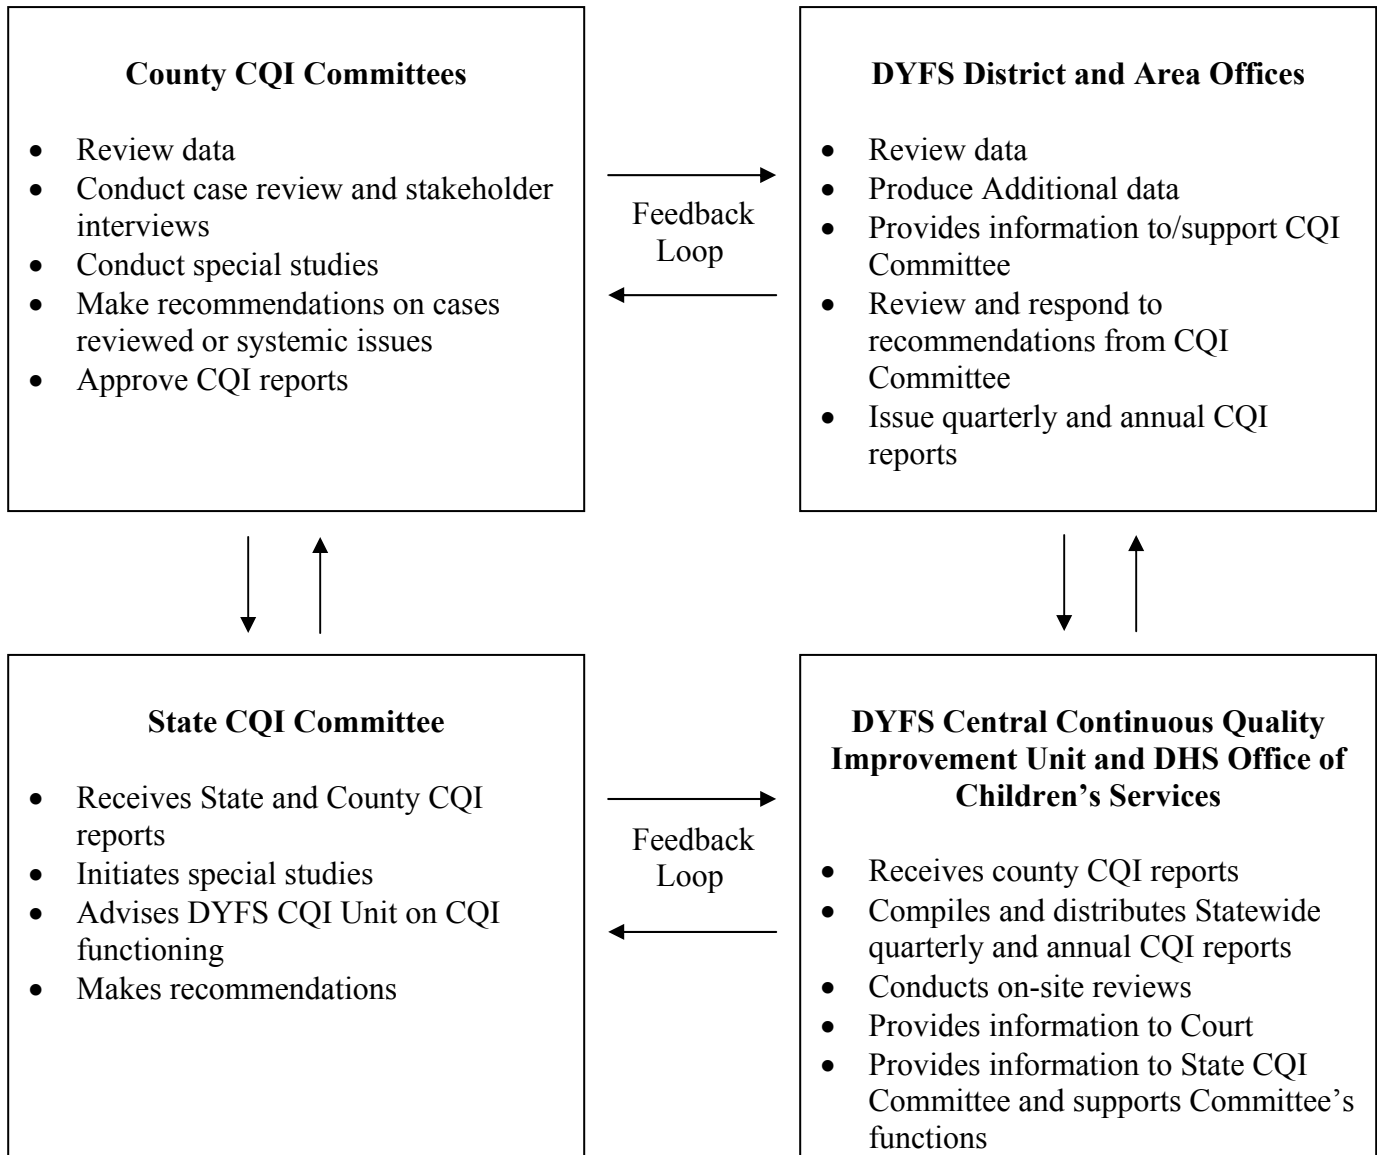 County CQI Committees
• Review data
• Conduct case review and stakeholder
interviews
• Conduct special studies
• Make recommendations on cases
reviewed or systemic issues
• Approve CQI reports
Feedback
Loop
DYFS District and Area Offices
• Review data
• Produce Additional data
• Provides information to/support CQI
Committee
• Review and respond to
recommendations from CQI
Committee
• Issue quarterly and annual CQI
reports
State CQI Committee
• Receives State and County CQI
reports
• Initiates special studies
• Advises DYFS CQI Unit on CQI
functioning
• Makes recommendations
Feedback
Loop
DYFS Central Continuous Quality
Improvement Unit and DHS Office of
Children’s Services
• Receives county CQI reports
• Compiles and distributes Statewide
quarterly and annual CQI reports
• Conducts on-site reviews
• Provides information to Court
• Provides information to State CQI
Committee and supports Committee’s
functions